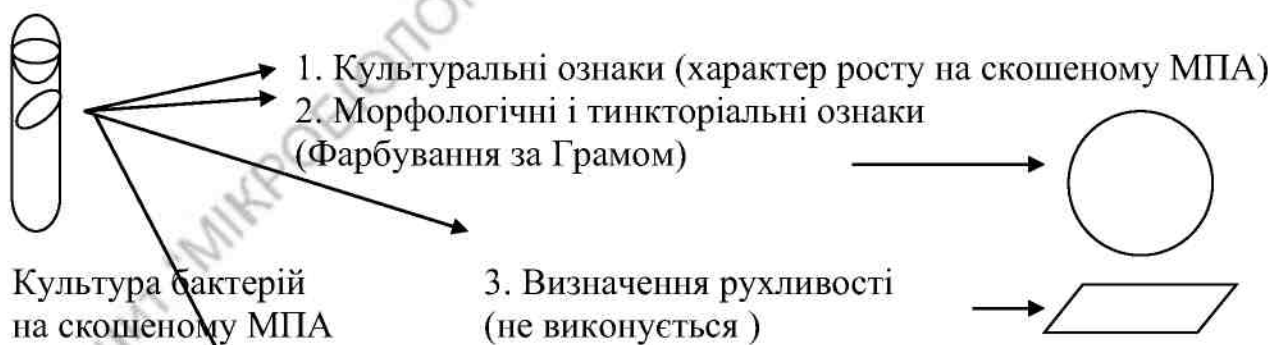 1. Культуральні ознаки (характер росту на скошеному МПА)
2. Морфологічні і тинкторіальні ознаки
(Фарбування за Грамом)
Культура бактерій
на скошеному МПА
3. Визначення рухливості
(не виконується )